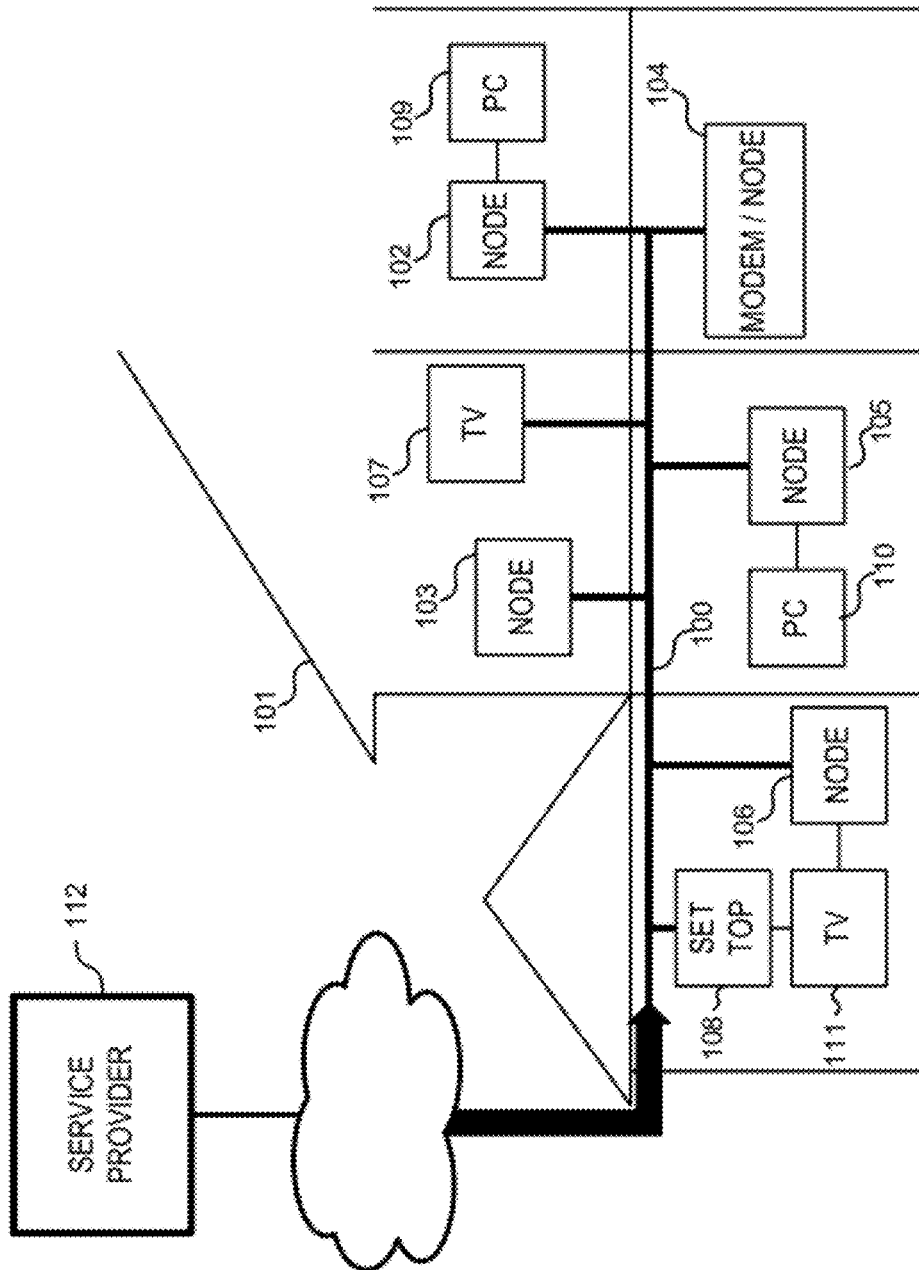 112
SERVICE
PROVIDER
101
109
PC
102
NODE
107
TV
103
NODE
104
MODEM / NODE
105
NODE
110
PC
100
106
NODE
108
SET
TOP
111
TV